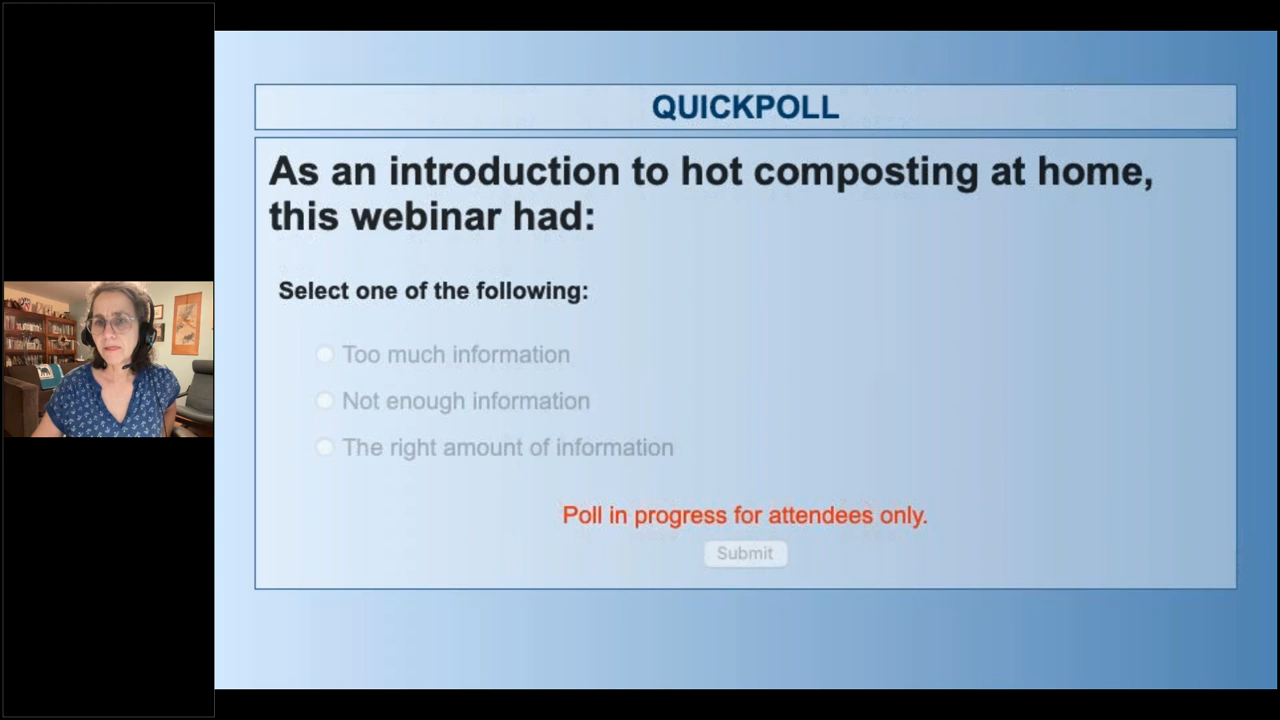 QUICKPOLL
As an introduction to hot composting at home,
this webinar had:
Select one of the following:
Too much information
Not enough information
The right amount of information
Poll in progress for attendees only.
Submit